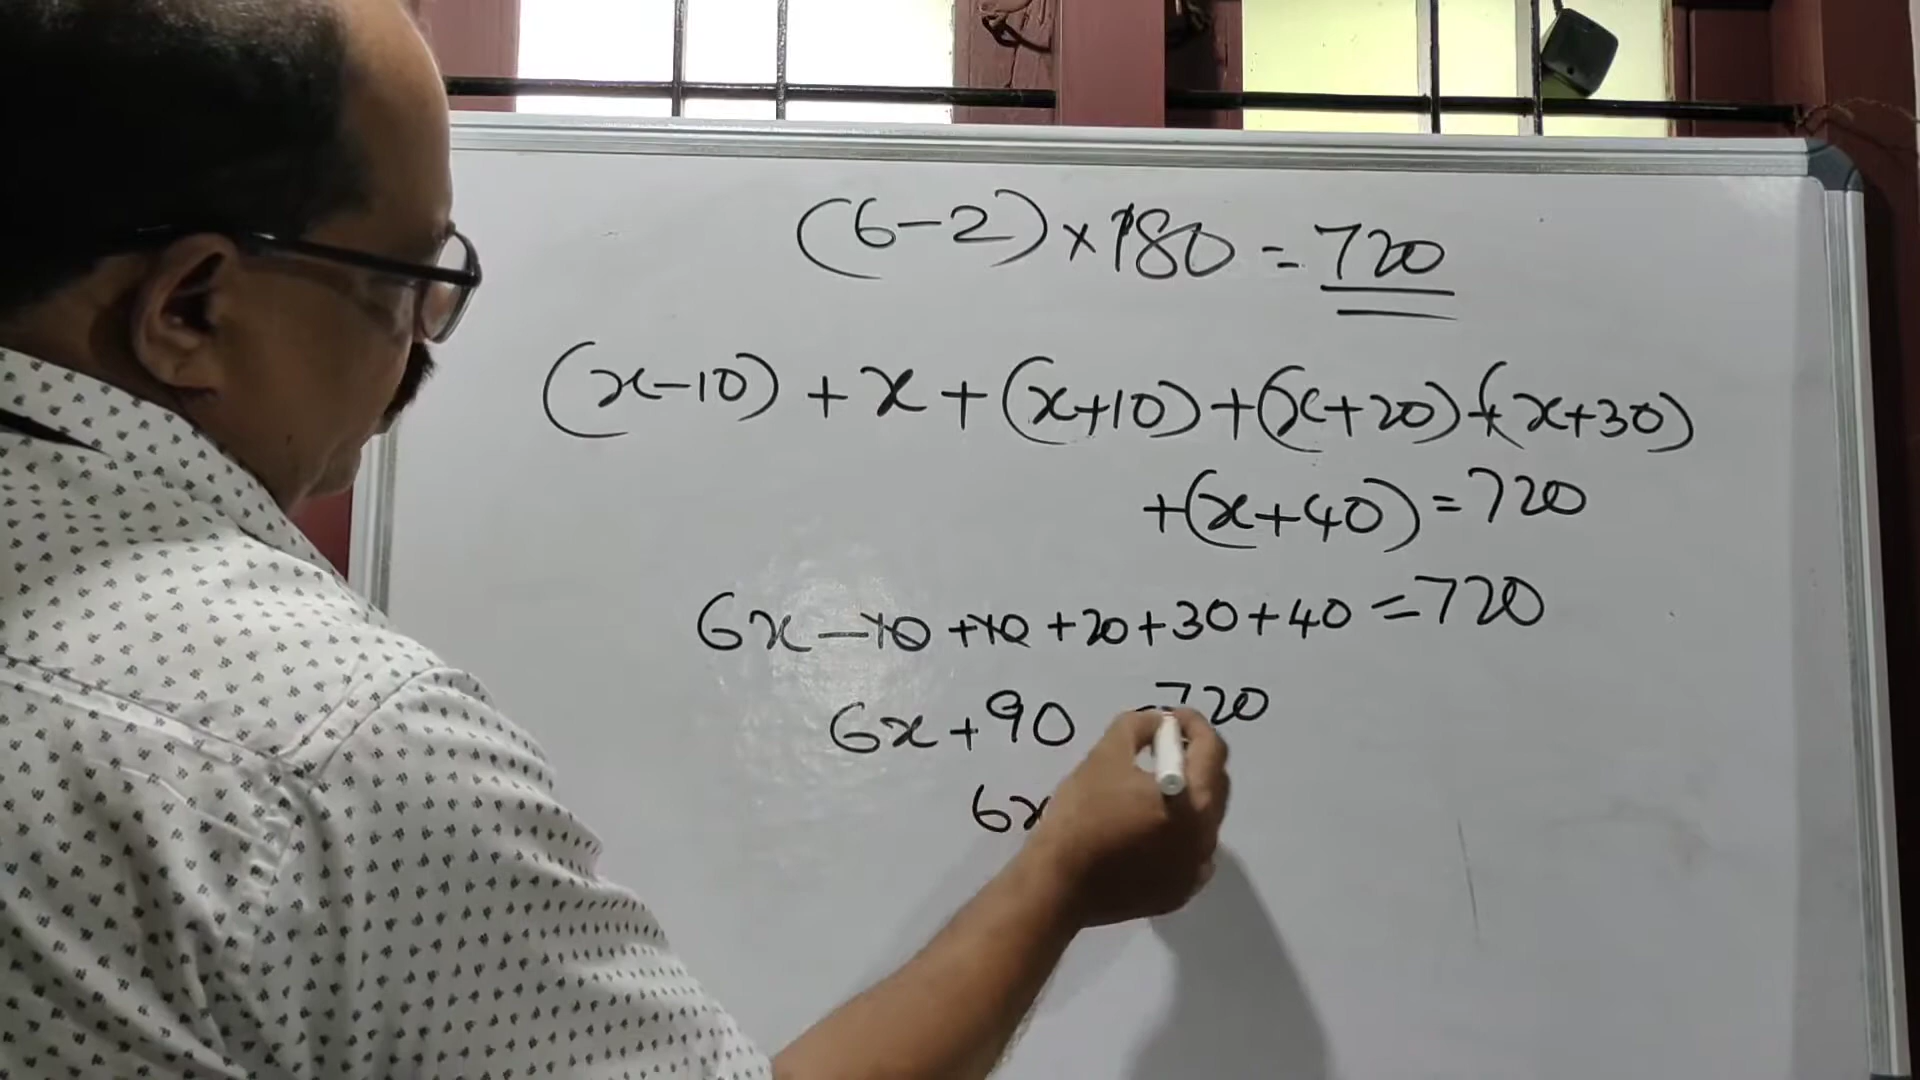 (6-2)×180 = 720
(x-10) + x + (x+10) + (x+20) + (x+30)
+(x+40) = 720
6x - 10 + 10 + 20 + 30 + 40 = 720
6x + 90 = 720
6x